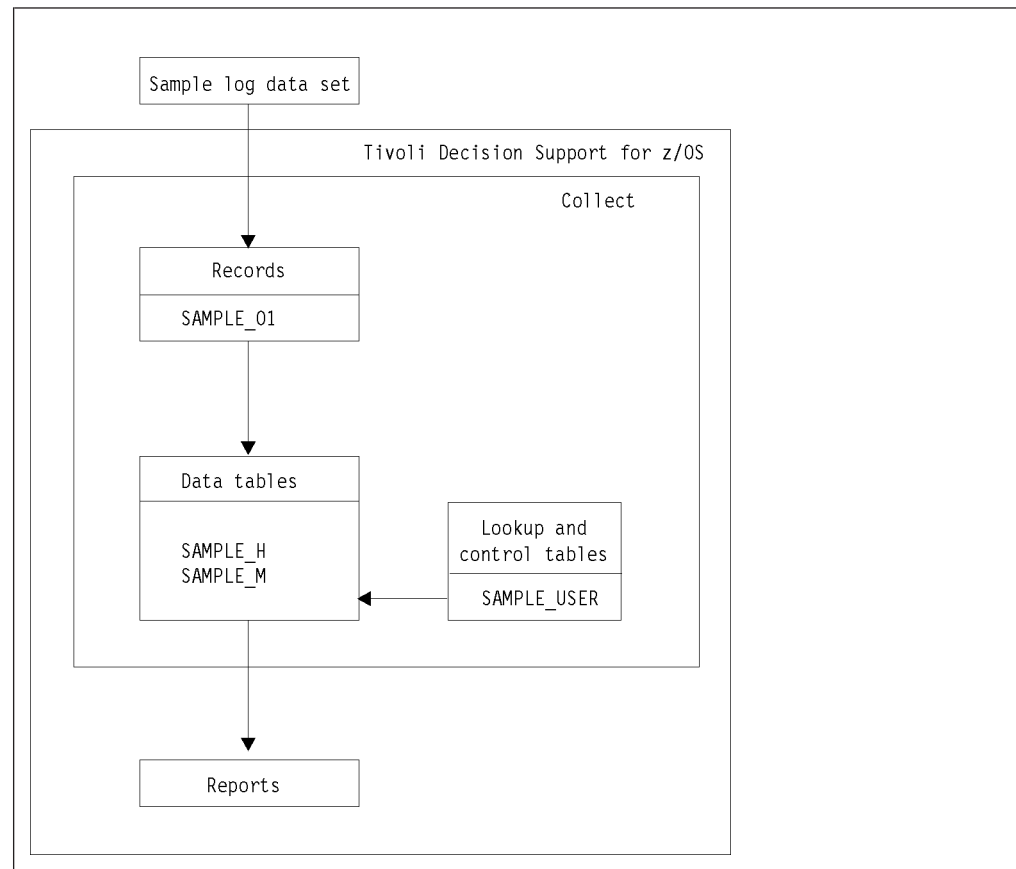 Sample log data set
Tivoli Decision Support for z/OS
Collect
Records
SAMPLE_01
Data tables
SAMPLE_H
SAMPLE_M
Lookup and
control tables
SAMPLE_USER
Reports